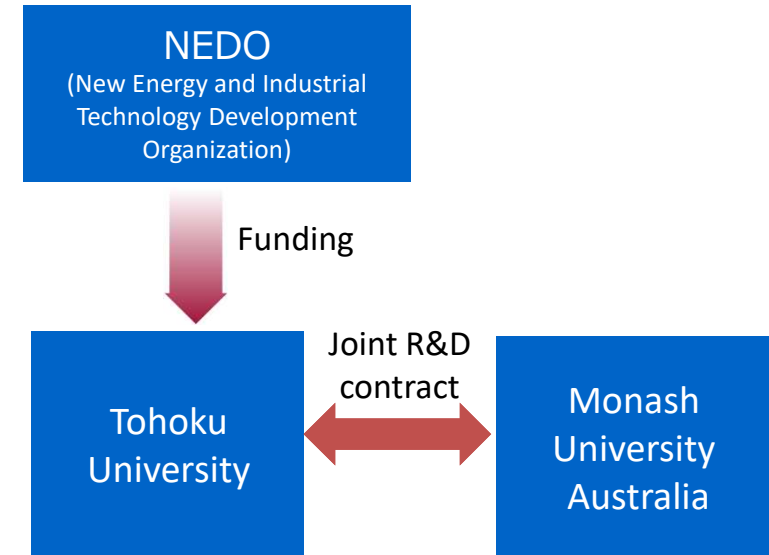 NEDO
(New Energy and Industrial
Technology Development
Organization)
Funding
Joint R&D
contract
Tohoku
University
Monash
University
Australia